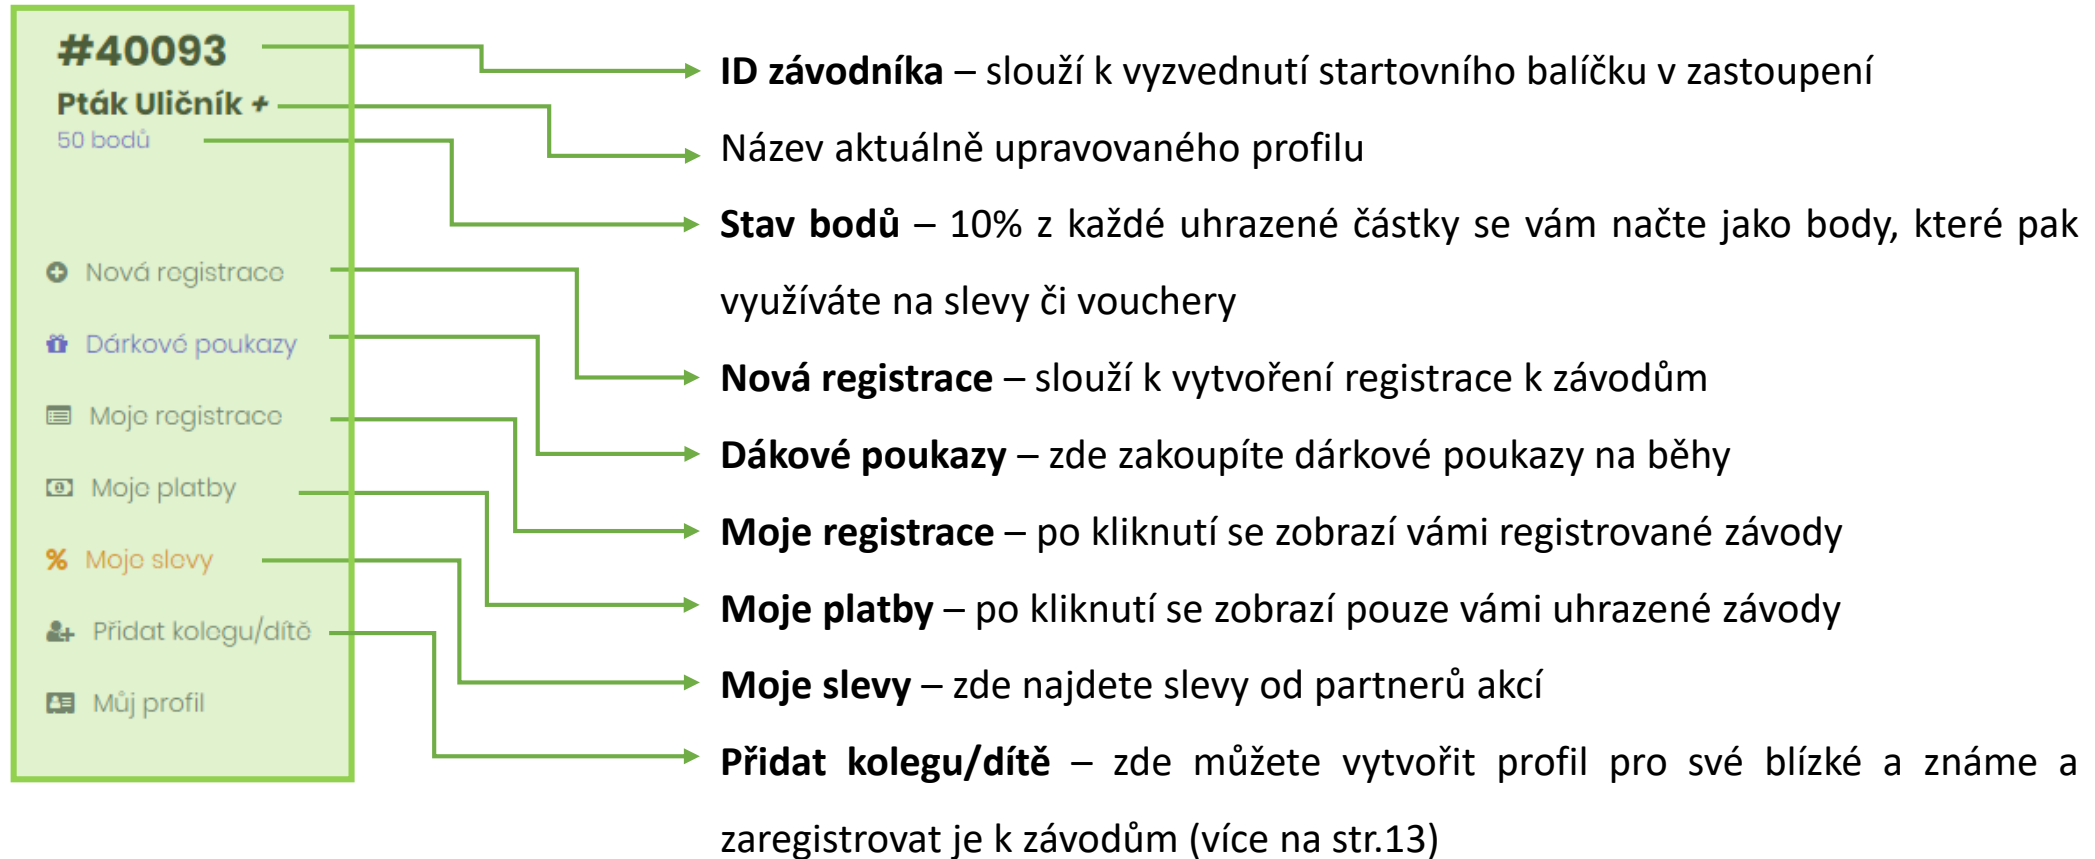 #40093
Pták Uličník +
50 bodů
Nová registrace
Dárkové poukazy
Moje registrace
Moje platby
% Moje slevy
Přidat kolegu/dítě
Můj profil
ID závodníka – slouží k vyzvednutí startovního balíčku v zastoupení
Název aktuálně upravovaného profilu
Stav bodů – 10% z každé uhrazené částky se vám načte jako body, které pak
využíváte na slevy či vouchery
Nová registrace – slouží k vytvoření registrace k závodům
Dákové poukazy – zde zakoupíte dárkové poukazy na běhy
Moje registrace – po kliknutí se zobrazí vámi registrované závody
Moje platby – po kliknutí se zobrazí pouze vámi uhrazené závody
Moje slevy – zde najdete slevy od partnerů akcí
Přidat kolegu/dítě – zde můžete vytvořit profil pro své blízké a známe a
zaregistrovat je k závodům (více na str.13)